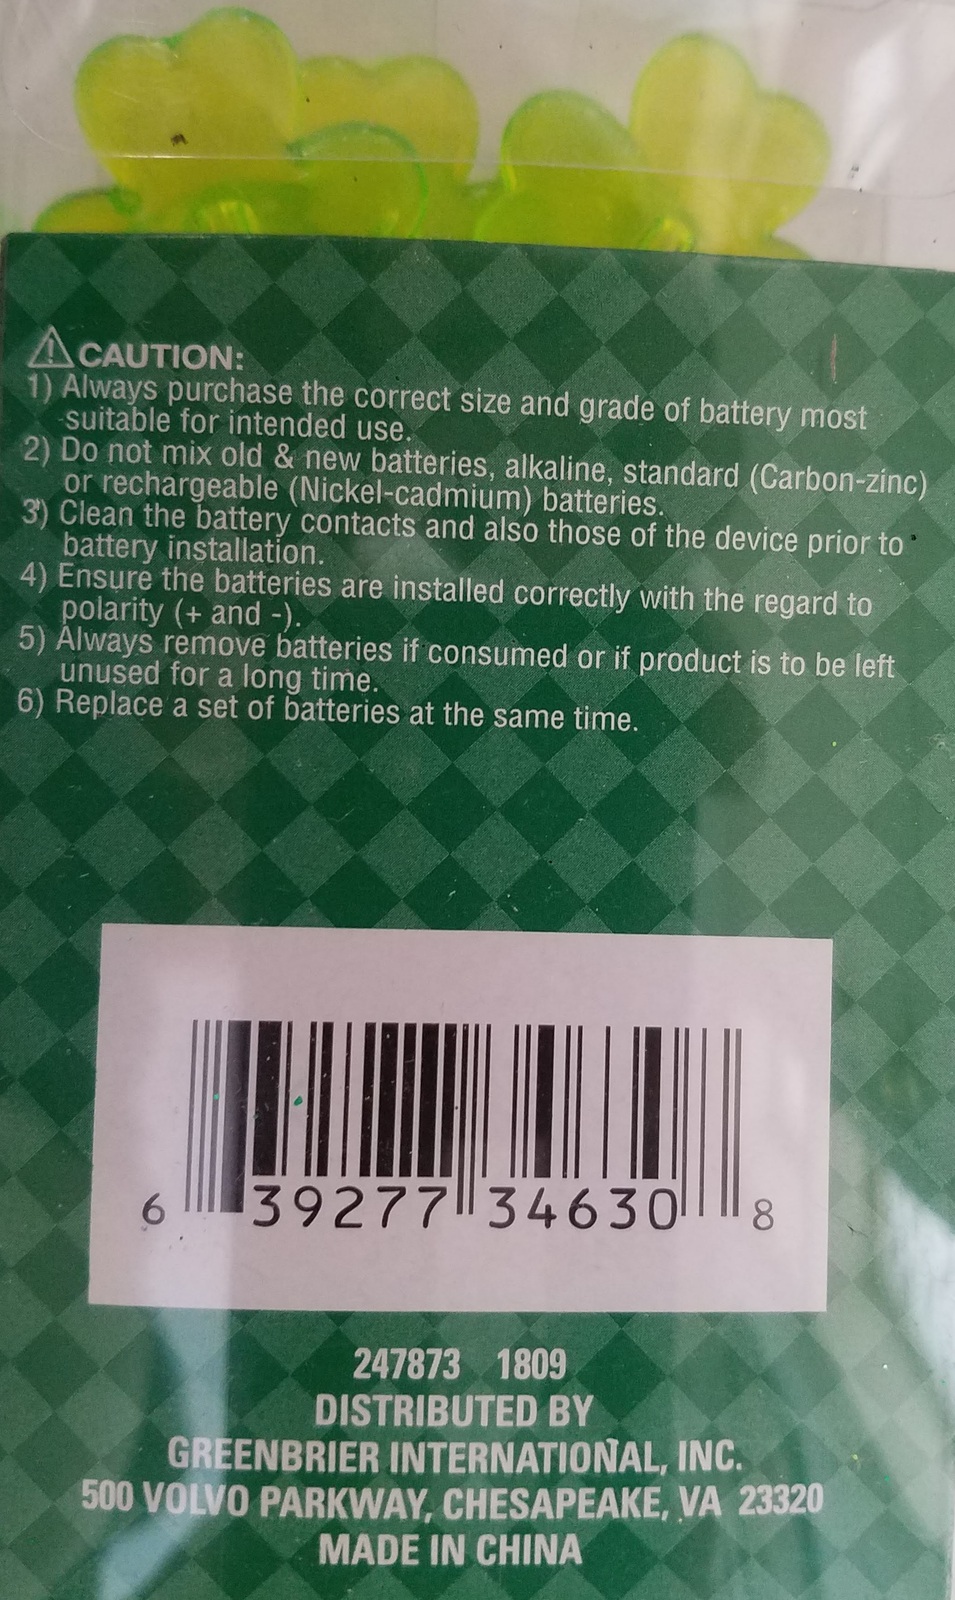 CAUTION:
1) Always purchase the correct size and grade of battery most
suitable for intended use.
2) Do not mix old & new batteries, alkaline, standard (Carbon-zinc)
or rechargeable (Nickel-cadmium) batteries.
3) Clean the battery contacts and also those of the device prior to
battery installation.
4) Ensure the batteries are installed correctly with the regard to
polarity (+ and -).
5) Always remove batteries if consumed or if product is to be left
unused for a long time.
6) Replace a set of batteries at the same time.
6 39277 34630 8
247873 1809
DISTRIBUTED BY
GREENBRIER INTERNATIONAL, INC.
500 VOLVO PARKWAY, CHESAPEAKE, VA 23320
MADE IN CHINA